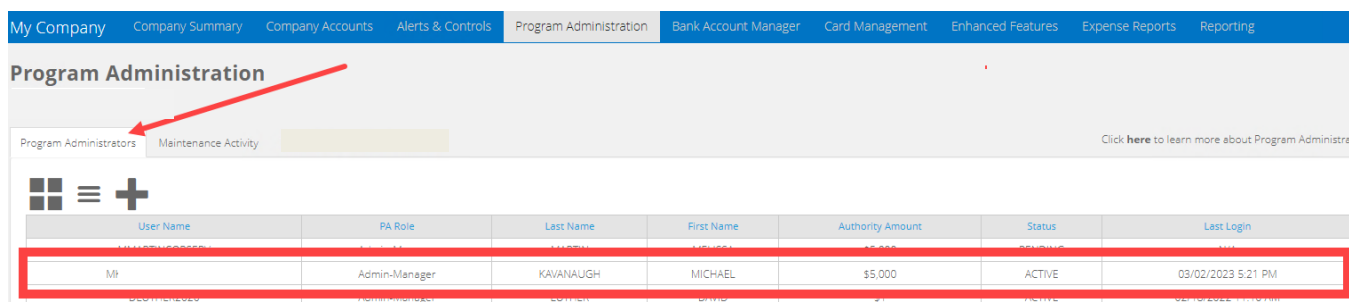 My Company Company Summary Company Accounts Alerts & Controls Program Administration Bank Account Manager Card Management Enhanced Features Expense Reports Reporting
Program Administration
Program Administrators Maintenance Activity Click here to learn more about Program Administra
User Name PA Role Last Name First Name Authority Amount Status Last Login
KAVANAUGH MICHAEL Admin-Manager $5,000 ACTIVE 03/02/2023 5:21 PM